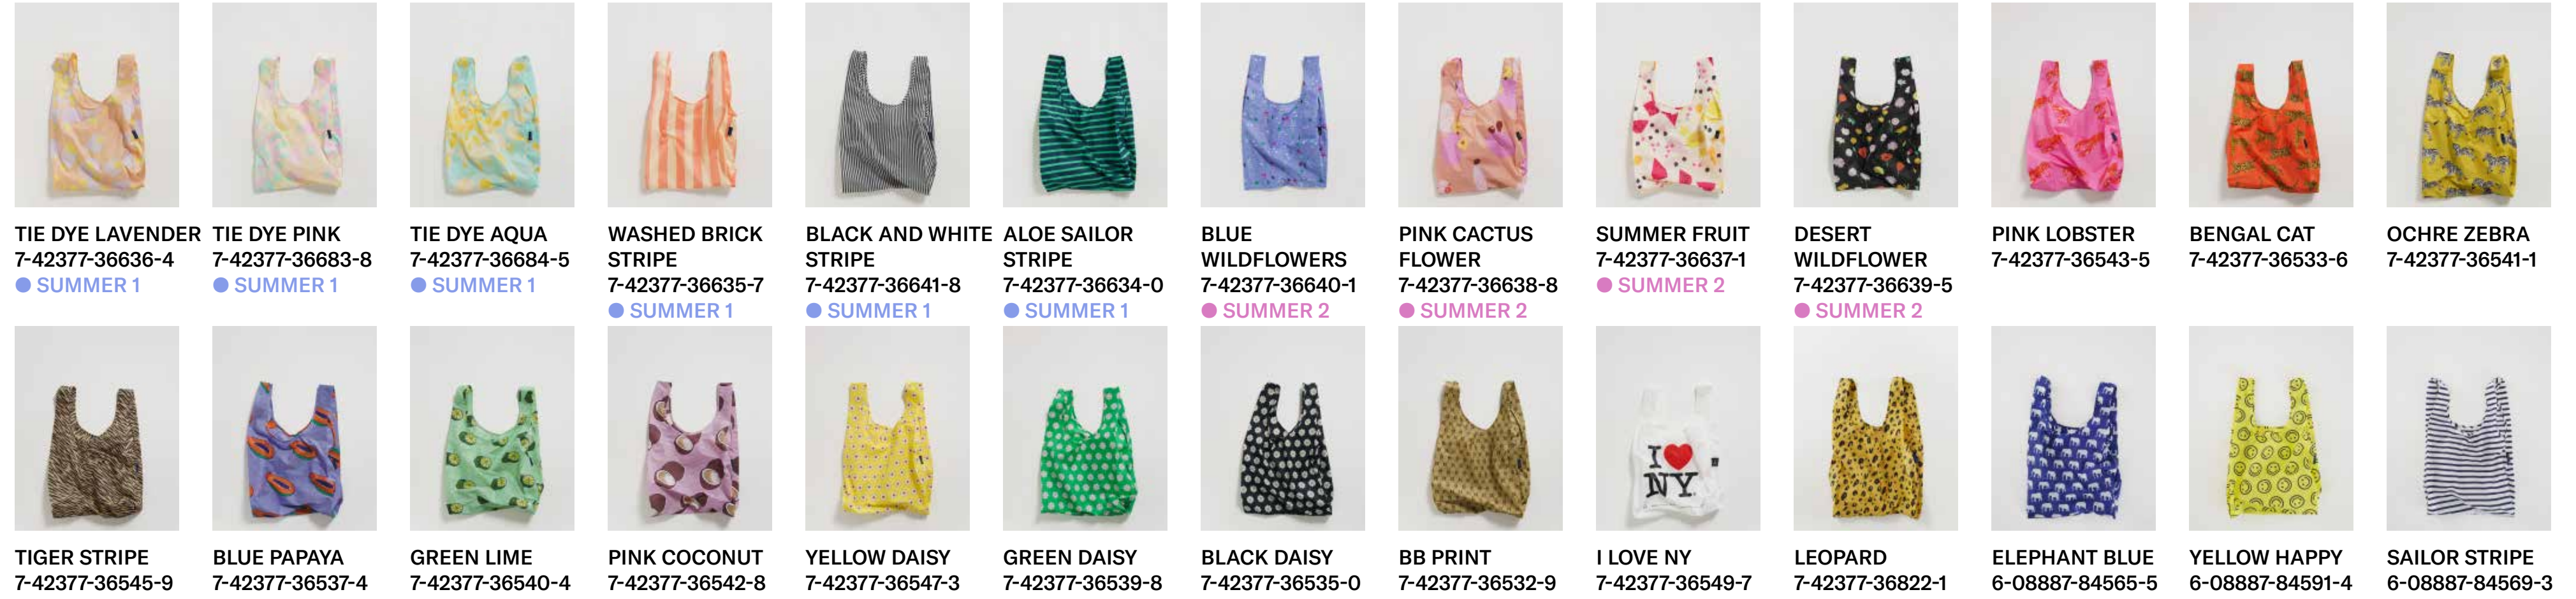 TIE DYE LAVENDER
7-42377-36636-4
SUMMER 1
TIE DYE PINK
7-42377-36683-8
SUMMER 1
TIE DYE AQUA
7-42377-36684-5
SUMMER 1
WASHED BRICK
STRIPE
7-42377-36635-7
SUMMER 1
BLACK AND WHITE
STRIPE
7-42377-36641-8
SUMMER 1
ALOE SAILOR
STRIPE
7-42377-36634-0
SUMMER 1
BLUE
WILDFLOWERS
7-42377-36640-1
SUMMER 2
PINK CACTUS
FLOWER
7-42377-36638-8
SUMMER 2
SUMMER FRUIT
7-42377-36637-1
SUMMER 2
DESERT
WILDFLOWER
7-42377-36639-5
SUMMER 2
PINK LOBSTER
7-42377-36543-5
BENGAL CAT
7-42377-36533-6
OCHRE ZEBRA
7-42377-36541-1
TIGER STRIPE
7-42377-36545-9
BLUE PAPAYA
7-42377-36537-4
GREEN LIME
7-42377-36540-4
PINK COCONUT
7-42377-36542-8
YELLOW DAISY
7-42377-36547-3
GREEN DAISY
7-42377-36539-8
BLACK DAISY
7-42377-36535-0
BB PRINT
7-42377-36532-9
I ❤ NY
I LOVE NY
7-42377-36549-7
LEOPARD
7-42377-36822-1
ELEPHANT BLUE
6-08887-84565-5
YELLOW HAPPY
6-08887-84591-4
SAILOR STRIPE
6-08887-84569-3